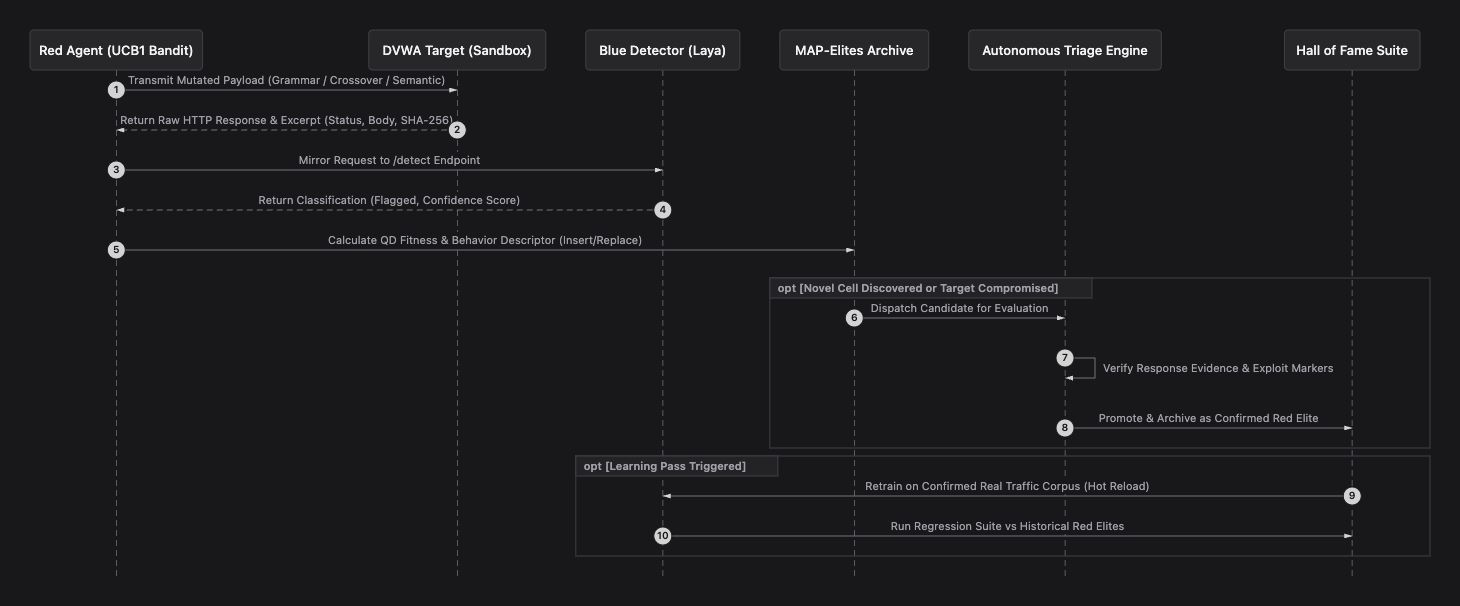 Red Agent (UCB1 Bandit)
DVWA Target (Sandbox)
Blue Detector (Laya)
MAP-Elites Archive
Autonomous Triage Engine
Hall of Fame Suite
Transmit Mutated Payload (Grammar / Crossover / Semantic)
1
Return Raw HTTP Response & Excerpt (Status, Body, SHA-256)
2
Mirror Request to /detect Endpoint
3
Return Classification (Flagged, Confidence Score)
4
Calculate QD Fitness & Behavior Descriptor (Insert/Replace)
5
opt [Novel Cell Discovered or Target Compromised]
Dispatch Candidate for Evaluation
6
7
Verify Response Evidence & Exploit Markers
Promote & Archive as Confirmed Red Elite
8
opt [Learning Pass Triggered]
Retrain on Confirmed Real Traffic Corpus (Hot Reload)
9
Run Regression Suite vs Historical Red Elites
10